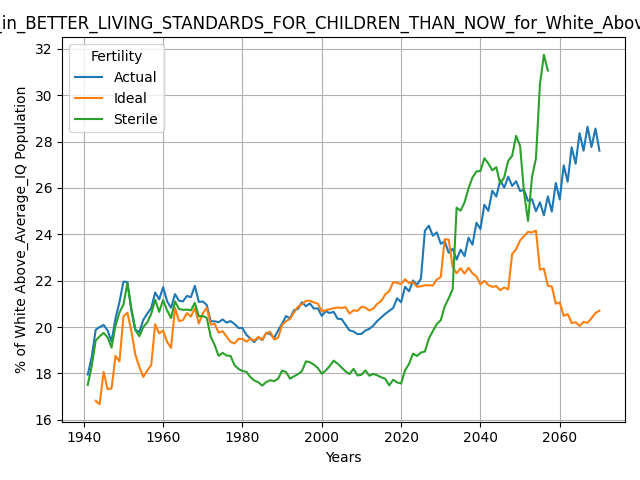 _in_BETTER_LIVING_STANDARDS_FOR_CHILDREN_THAN_NOW_for_White_Abov
Fertility
Actual
Ideal
Sterile
% of White Above_Average_IQ Population
32
30
28
26
24
22
20
18
16
1940 1960 1980 2000 2020 2040 2060
Years